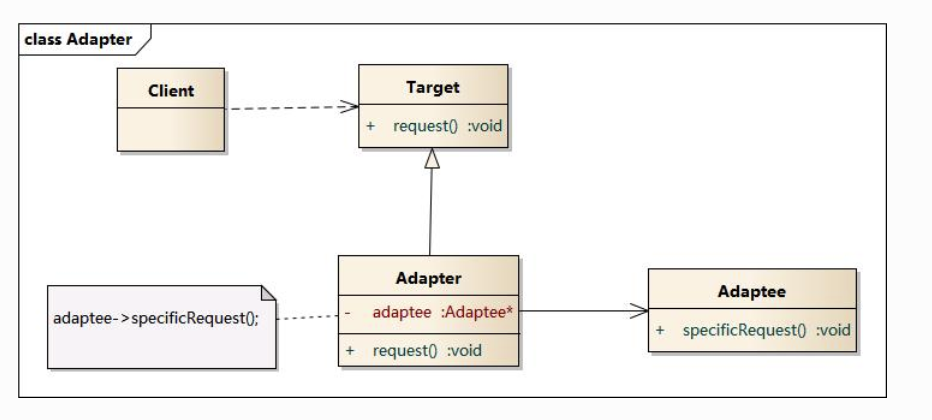 class Adapter
Client
Target
+ request() :void
Adapter
- adaptee :Adaptee*
+ request() :void
adaptee->specificRequest();
Adaptee
+ specificRequest() :void